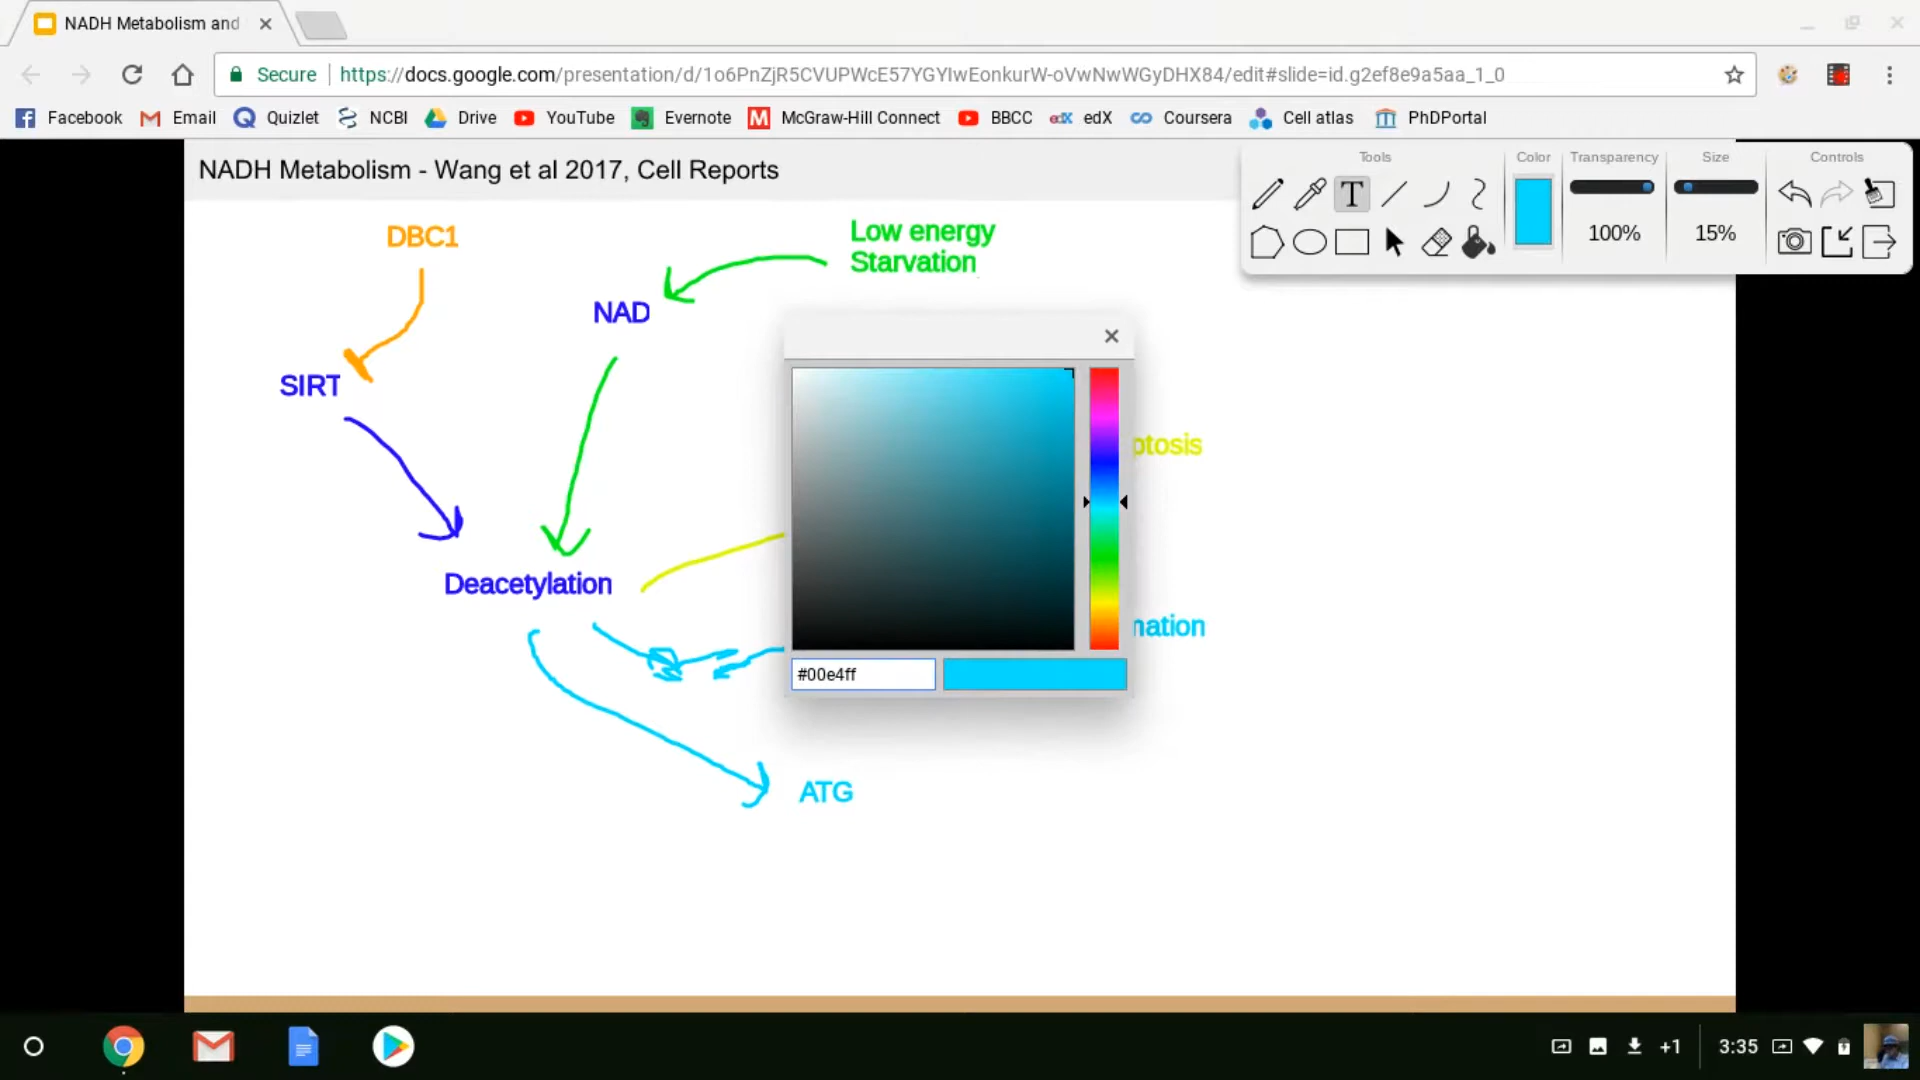 NADH Metabolism and
Secure
https://docs.google.com/presentation/d/1o6PnZjR5CVUPWcE57YGYIwEonkurW-oVwNwWGyDHX84/edit#slide=id.g2ef8e9a5aa_1_0
Facebook Email Quizlet NCBI Drive YouTube Evernote McGraw-Hill Connect BBCC edX Coursera Cell atlas PhDPortal
NADH Metabolism - Wang et al 2017, Cell Reports
Tools Color Transparency Size Controls
100% 15%
DBC1
Low energy
Starvation
NAD
SIRT
ptosis
Deacetylation
mation
#00e4ff
ATG
+1 3:35